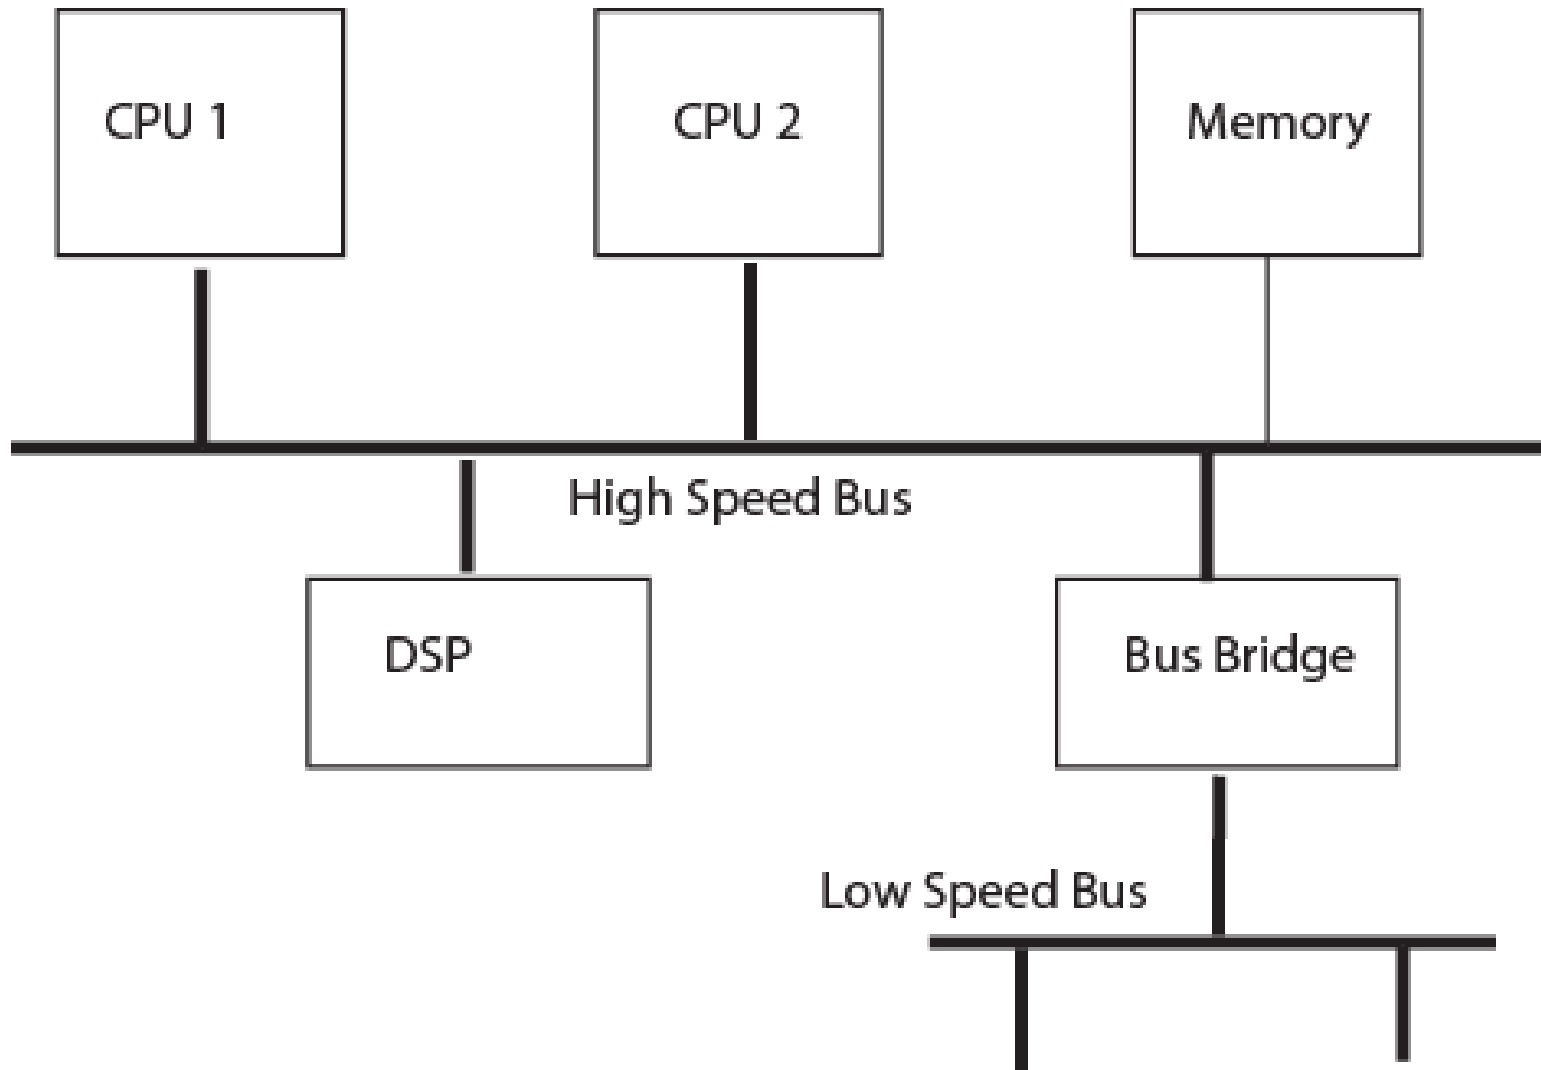 CPU 1
CPU 2
Memory
High Speed Bus
DSP
Bus Bridge
Low Speed Bus